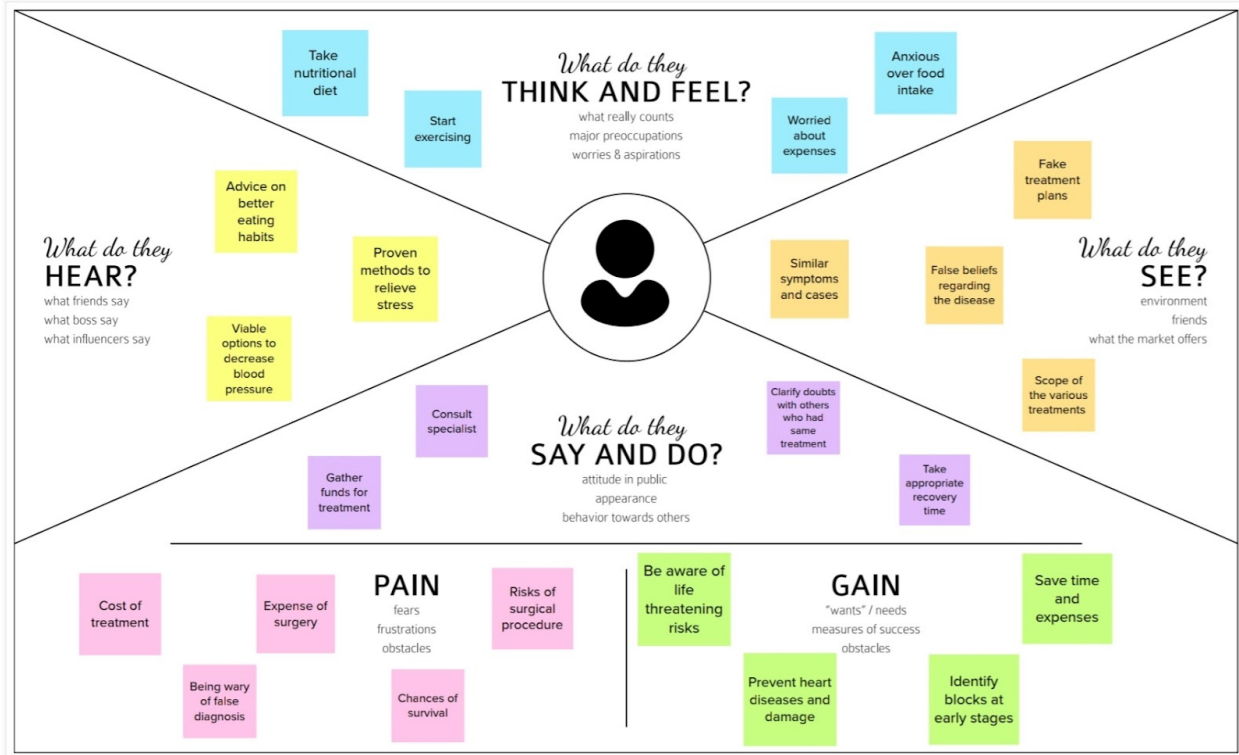 What do they
THINK AND FEEL?
what really counts
major preoccupations
worries & aspirations
Take
nutritional
diet
Start
exercising
Worried
about
expenses
Anxious
over food
intake
What do they
HEAR?
what friends say
what boss say
what influencers say
Advice on
better
eating
habits
Proven
methods to
relieve
stress
Viable
options to
decrease
blood
pressure
What do they
SEE?
environment
friends
what the market offers
Fake
treatment
plans
Similar
symptoms
and cases
False beliefs
regarding
the disease
Scope of
the various
treatments
What do they
SAY AND DO?
attitude in public
appearance
behavior towards others
Consult
specialist
Gather
funds for
treatment
Clarify doubts
with others
who had
same
treatment
Take
appropriate
recovery
time
PAIN
fears
frustrations
obstacles
Cost of
treatment
Expense of
surgery
Risks of
surgical
procedure
Being wary
of false
diagnosis
Chances of
survival
GAIN
"wants" / needs
measures of success
obstacles
Be aware of
life
threatening
risks
Save time
and
expenses
Prevent heart
diseases and
damage
Identify
blocks at
early stages